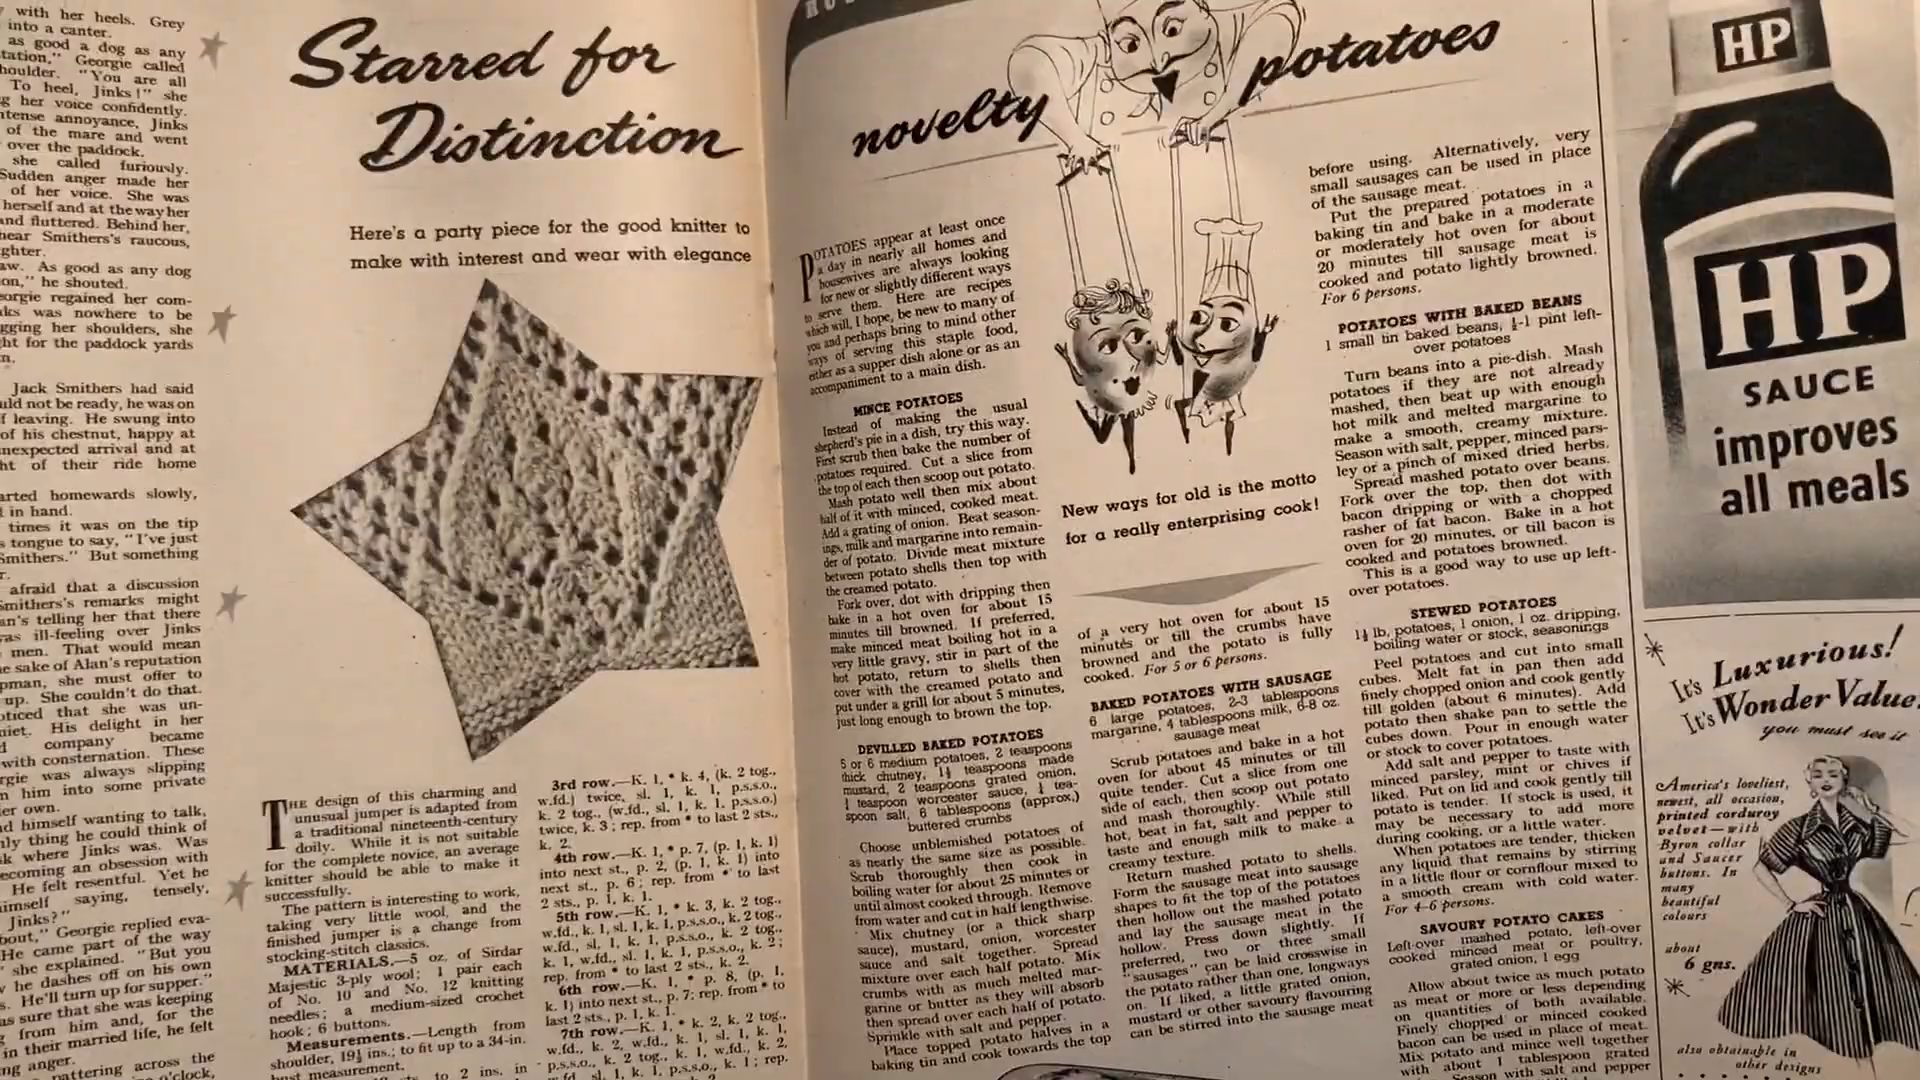 with her heels. Grey
into a canter.
as good a dog as any
tation," Georgie called
houlder. "You are all
To heel, Jinks!" she
g her voice confidently.
ntense annoyance, Jinks
of the mare and went
over the paddock.
she called furiously.
Sudden anger made her
of her voice. She was
herself and at the way her
and fluttered. Behind her,
hear Smithers's raucous,
ghter.
aw. As good as any dog
on," he shouted.
eorgie regained her com-
ks was nowhere to be
gging her shoulders, she
ght for the paddock yards
n.
Jack Smithers had said
uld not be ready, he was on
f leaving. He swung into
of his chestnut, happy at
nexpected arrival and at
ht of their ride home
arted homewards slowly,
t in hand.
times it was on the tip
s tongue to say, "I've just
Smithers." But something
r.
afraid that a discussion
Smithers's remarks might
an's telling her that there
was ill-feeling over Jinks
men. That would mean
he sake of Alan's reputation
pman, she must offer to
up. She couldn't do that.
oticed that she was un-
uiet. His delight in her
d company became
with consternation. These
rgie was always slipping
n him into some private
er own.
nd himself wanting to talk,
nly thing he could think of
k where Jinks was. Was
ecoming an obsession with
He felt resentful. Yet he
imself saying, tensely,
Jinks?"
bout," Georgie replied eva-
He came part of the way
she explained. "But you
v he dashes off on his own
s. He'll turn up for supper."
as sure that she was keeping
from him and, for the
in their married life, he felt
ng anger.
pattering across the
o'clock,
Starred for
Distinction
Here's a party piece for the good knitter to
make with interest and wear with elegance
THE design of this charming and
unusual jumper is adapted from
a traditional nineteenth-century
doily. While it is not suitable
for the complete novice, an average
knitter should be able to make it
successfully.
The pattern is interesting to work,
taking very little wool, and the
finished jumper is a change from
stocking-stitch classics.
MATERIALS.—5 oz. of Sirdar
Majestic 3-ply wool; 1 pair each
of No. 10 and No. 12 knitting
needles; a medium-sized crochet
hook; 6 buttons.
Measurements.—Length from
shoulder, 19½ ins.; to fit up to a 34-in.
bust measurement.
to 2 ins. in
3rd row.—K. 1, * k. 4, (k. 2 tog.,
w.fd.) twice, sl. 1, k. 1, p.s.s.o.,
k. 2 tog., (w.fd., sl. 1, k. 1, p.s.s.o.)
twice, k. 3; rep. from * to last 2 sts.,
k. 2.
4th row.—K. 1, * p. 7, (p. 1, k. 1)
into next st., p. 2, (p. 1, k. 1) into
next st., p. 6; rep. from * to last
2 sts., p. 1, k. 1.
5th row.—K. 1, * k. 3, k. 2 tog.,
w.fd., k. 1, sl. 1, k. 1, p.s.s.o., k. 2 tog.,
w.fd., sl. 1, k. 1, p.s.s.o., k. 2 tog.,
k. 1, w.fd., sl. 1, k. 1, p.s.s.o., k. 2;
rep. from * to last 2 sts., k. 2.
6th row.—K. 1, * p. 8, (p. 1,
k. 1) into next st., p. 7; rep. from * to
last 2 sts., p. 1, k. 1.
7th row.—K. 1, * k. 2, k. 2 tog.,
w.fd., k. 2, w.fd., k. 1, sl. 1, k. 1,
p.s.s.o., k. 2 tog., k. 1, w.fd., k. 2,
w.fd., sl. 1, k. 1, p.s.s.o., k. 1; rep.
novelty potatoes
POTATOES appear at least once
a day in nearly all homes and
housewives are always looking
for new or slightly different ways
to serve them. Here are recipes
which will, I hope, be new to many of
you and perhaps bring to mind other
ways of serving this staple food,
either as a supper dish alone or as an
accompaniment to a main dish.
MINCE POTATOES
Instead of making the usual
shepherd's pie in a dish, try this way.
First scrub then bake the number of
potatoes required. Cut a slice from
the top of each then scoop out potato.
Mash potato well then mix about
half of it with minced, cooked meat.
Add a grating of onion. Beat season-
ings, milk and margarine into remain-
der of potato. Divide meat mixture
between potato shells then top with
the creamed potato.
Fork over, dot with dripping then
bake in a hot oven for about 15
minutes till browned. If preferred,
make minced meat boiling hot in a
very little gravy, stir in part of the
hot potato, return to shells then
cover with the creamed potato and
put under a grill for about 5 minutes,
just long enough to brown the top.
DEVILLED BAKED POTATOES
5 or 6 medium potatoes, 2 teaspoons
thick chutney, 1½ teaspoons made
mustard, 2 teaspoons grated onion,
teaspoon worcester sauce, tea-
spoon salt, 6 tablespoons (approx.)
buttered crumbs
Choose unblemished potatoes of
as nearly the same size as possible.
Scrub thoroughly then cook in
boiling water for about 25 minutes or
until almost cooked through. Remove
from water and cut in half lengthwise.
Mix chutney (or a thick sharp
sauce), mustard, onion, worcester
sauce and salt together. Spread
mixture over each half potato. Mix
crumbs with as much melted mar-
garine or butter as they will absorb
then spread over each half of potato.
Sprinkle with salt and pepper.
Place topped potato halves in a
baking tin and cook towards the top
New ways for old is the motto
for a really enterprising cook!
of a very hot oven for about 15
minutes or till the crumbs have
browned and the potato is fully
cooked. For 5 or 6 persons.
BAKED POTATOES WITH SAUSAGE
6 large potatoes, 2-3 tablespoons
margarine, 4 tablespoons milk, 6-8 oz.
sausage meat
Scrub potatoes and bake in a hot
oven for about 45 minutes or till
quite tender. Cut a slice from one
side of each, then scoop out potato
and mash thoroughly. While still
hot, beat in fat, salt and pepper to
taste and enough milk to make a
creamy texture.
Return mashed potato to shells.
Form the sausage meat into sausage
shapes to fit the top of the potatoes
then hollow out the mashed potato
and lay the sausage meat in the
hollow. Press down slightly. If
preferred, two or three small
"sausages" can be laid crosswise in
the potato rather than one, longways
on. If liked, a little grated onion,
mustard or other savoury flavouring
can be stirred into the sausage meat
before using. Alternatively, very
small sausages can be used in place
of the sausage meat.
Put the prepared potatoes in a
baking tin and bake in a moderate
or moderately hot oven for about
20 minutes till sausage meat is
cooked and potato lightly browned.
For 6 persons.
POTATOES WITH BAKED BEANS
1 small tin baked beans, ½-1 pint left-
over potatoes
Turn beans into a pie-dish. Mash
potatoes if they are not already
mashed, then beat up with enough
hot milk and melted margarine to
make a smooth, creamy mixture.
Season with salt, pepper, minced pars-
ley or a pinch of mixed dried herbs.
Spread mashed potato over beans.
Fork over the top, then dot with
bacon dripping or with a chopped
rasher of fat bacon. Bake in a hot
oven for 20 minutes, or till bacon is
cooked and potatoes browned.
This is a good way to use up left-
over potatoes.
STEWED POTATOES
1½ lb. potatoes, 1 onion, 1 oz. dripping,
boiling water or stock, seasonings
Peel potatoes and cut into small
cubes. Melt fat in pan then add
finely chopped onion and cook gently
till golden (about 6 minutes). Add
potato then shake pan to settle the
cubes down. Pour in enough water
or stock to cover potatoes.
Add salt and pepper to taste with
minced parsley, mint or chives if
liked. Put on lid and cook gently till
potato is tender. If stock is used, it
may be necessary to add more
during cooking, or a little water.
When potatoes are tender, thicken
any liquid that remains by stirring
in a little flour or cornflour mixed to
a smooth cream with cold water.
For 4-6 persons.
SAVOURY POTATO CAKES
Left-over mashed potato, left-over
cooked minced meat or poultry,
grated onion, 1 egg
Allow about twice as much potato
as meat or more or less depending
on quantities of both available.
Finely chopped or minced cooked
bacon can be used in place of meat.
Mix potato and mince well together
with about 1 tablespoon grated
Season with salt and pepper
HP
HP
SAUCE
improves
all meals
It's Luxurious!
It's Wonder Value
you must see it
America's loveliest,
newest, all occasion,
printed corduroy
velvet—with
Byron collar
and Saucer
buttons. In
many
beautiful
colours
about
6 gns.
also obtainable in
other designs